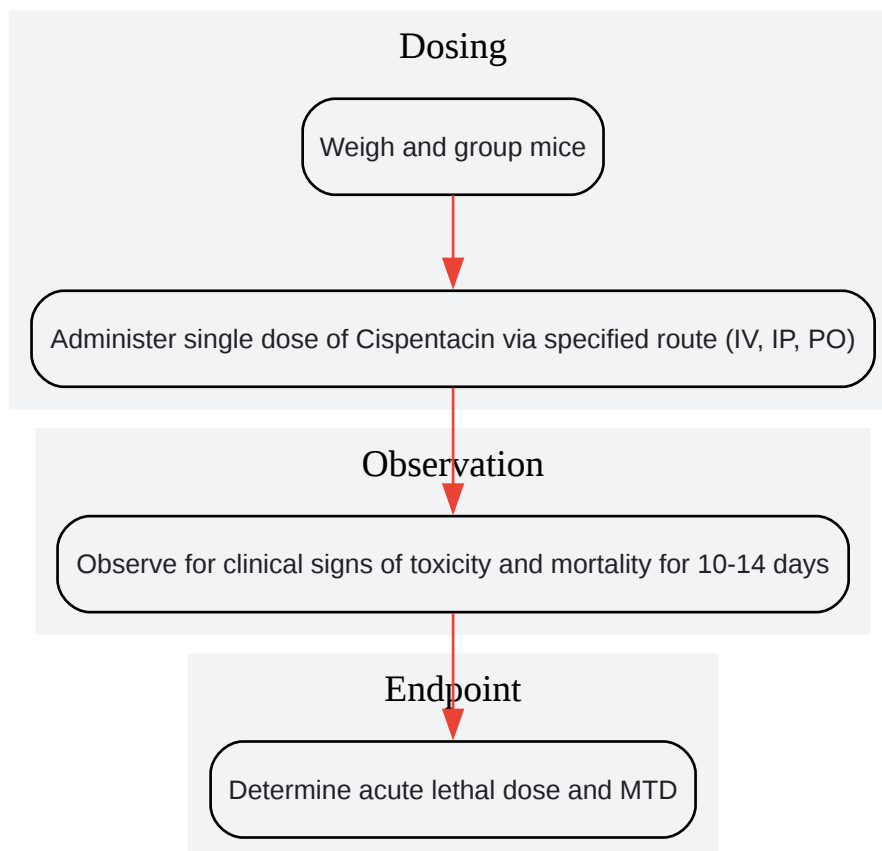 Dosing
Weigh and group mice
Administer single dose of Cispentacin via specified route (IV, IP, PO)
Observation
Observe for clinical signs of toxicity and mortality for 10-14 days
Endpoint
Determine acute lethal dose and MTD